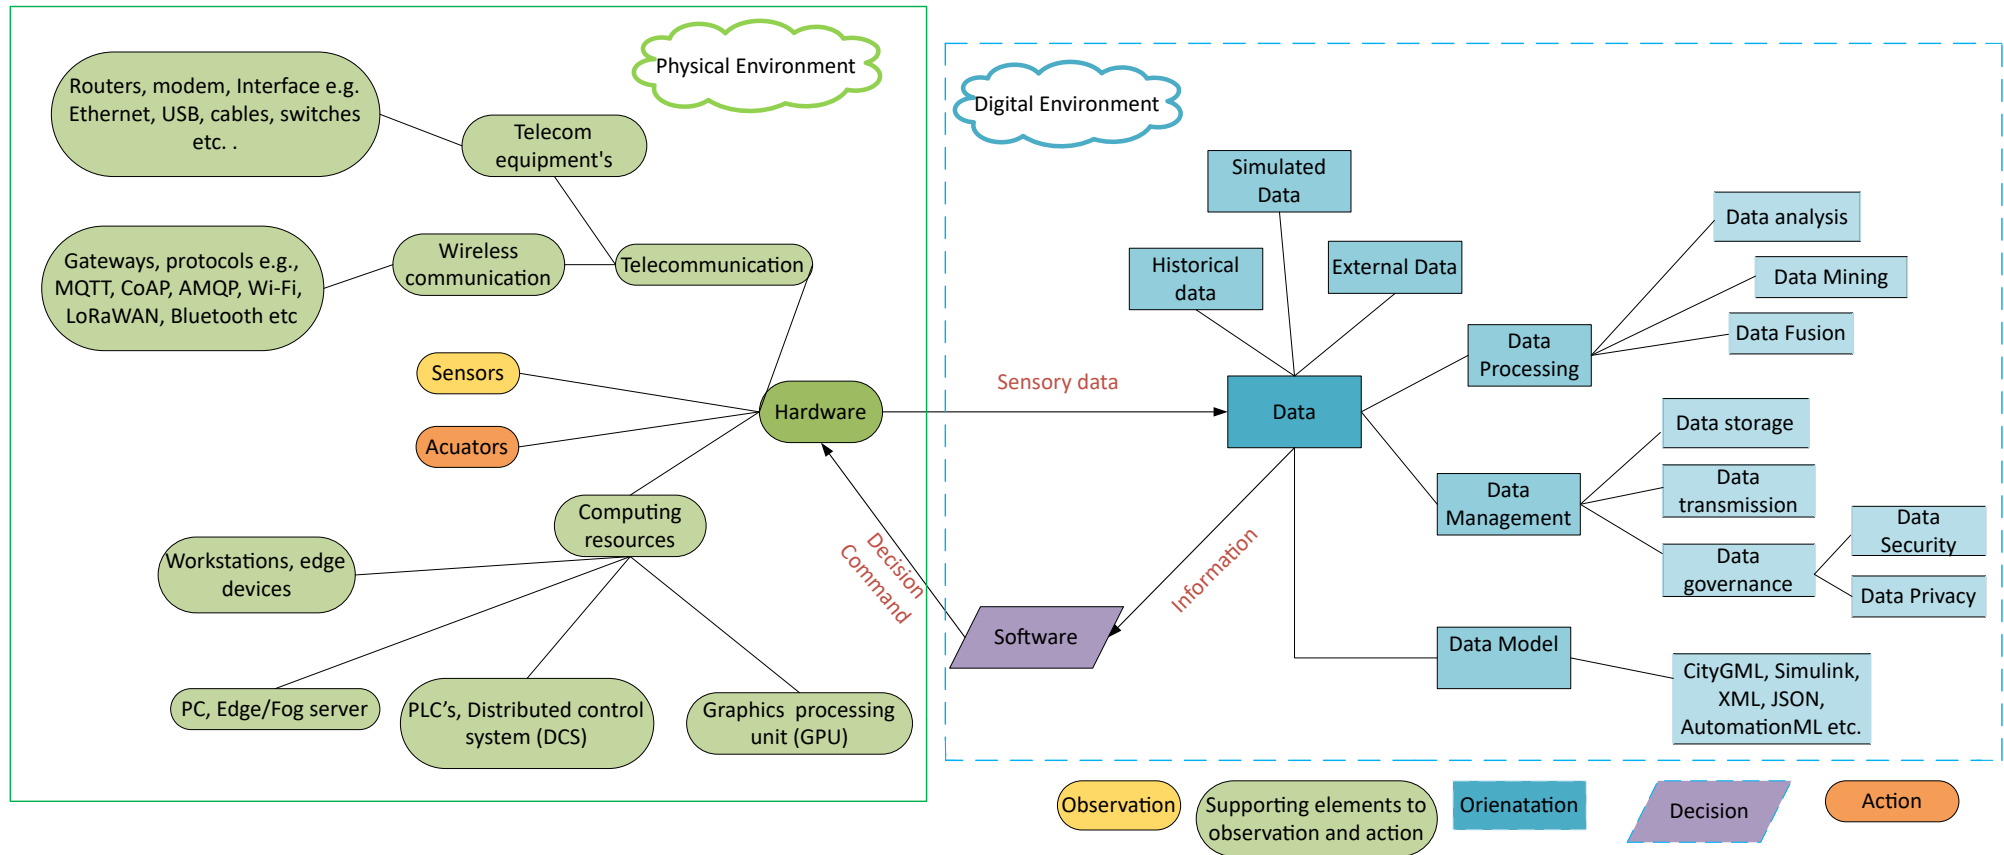 Physical Environment
Routers, modem, Interface e.g.
Ethernet, USB, cables, switches
etc. .
Telecom
equipment's
Gateways, protocols e.g.,
MQTT, CoAP, AMQP, Wi-Fi,
LoRaWAN, Bluetooth etc
Wireless
communication
Telecommunication
Sensors
Acuators
Hardware
Computing
resources
Workstations, edge
devices
PC, Edge/Fog server
PLC's, Distributed control
system (DCS)
Graphics processing
unit (GPU)
Digital Environment
Simulated
Data
Historical
data
External Data
Sensory data
Data
Data
Processing
Data analysis
Data Mining
Data Fusion
Data
Management
Data storage
Data
transmission
Data
governance
Data
Security
Data Privacy
Data Model
CityGML, Simulink,
XML, JSON,
AutomationML etc.
Information
Software
Decision
Command
Observation
Supporting elements to
observation and action
Orienatation
Decision
Action